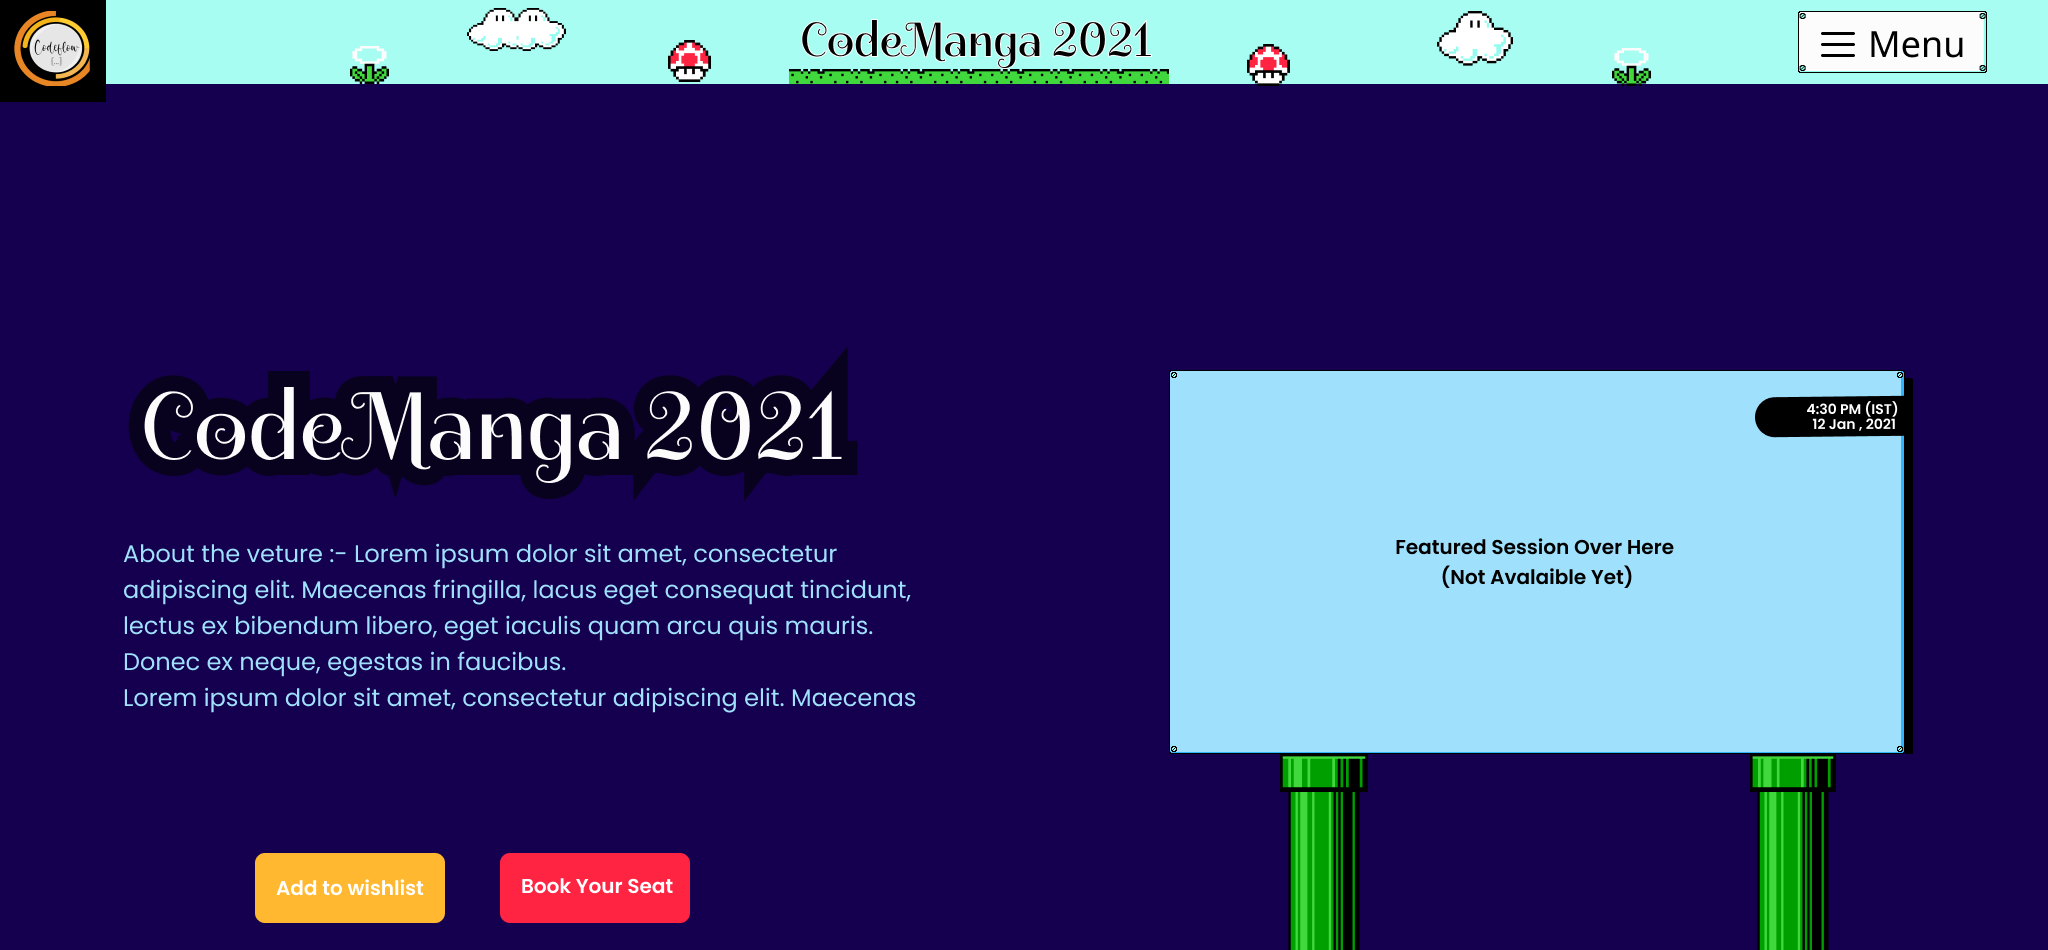 Codeflow
{...}
CodeManga 2021
Menu
CodeManga 2021
About the veture :- Lorem ipsum dolor sit amet, consectetur
adipiscing elit. Maecenas fringilla, lacus eget consequat tincidunt,
lectus ex bibendum libero, eget iaculis quam arcu quis mauris.
Donec ex neque, egestas in faucibus.
Lorem ipsum dolor sit amet, consectetur adipiscing elit. Maecenas
Add to wishlist
Book Your Seat
4:30 PM (IST)
12 Jan , 2021
Featured Session Over Here
(Not Avalaible Yet)